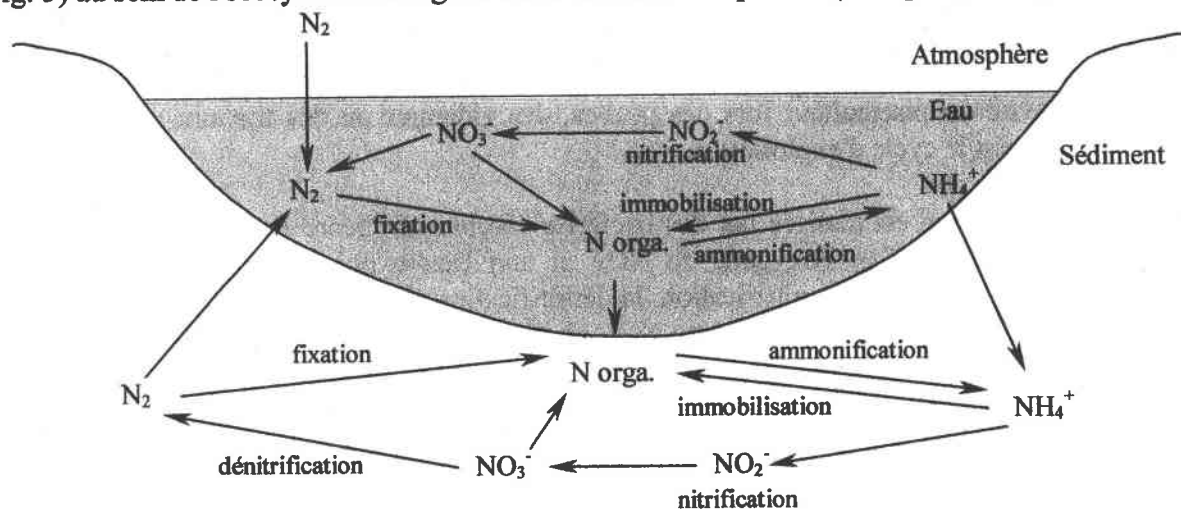 N₂
Atmosphère
Eau
NO₃⁻ NO₂⁻
nitrification
Sédiment
N₂ NH₄⁺
immobilisation
fixation
N orga.
ammonification
fixation ammonification
N orga.
N₂ immobilisation NH₄⁺
dénitrification NO₃⁻ NO₂⁻
nitrification